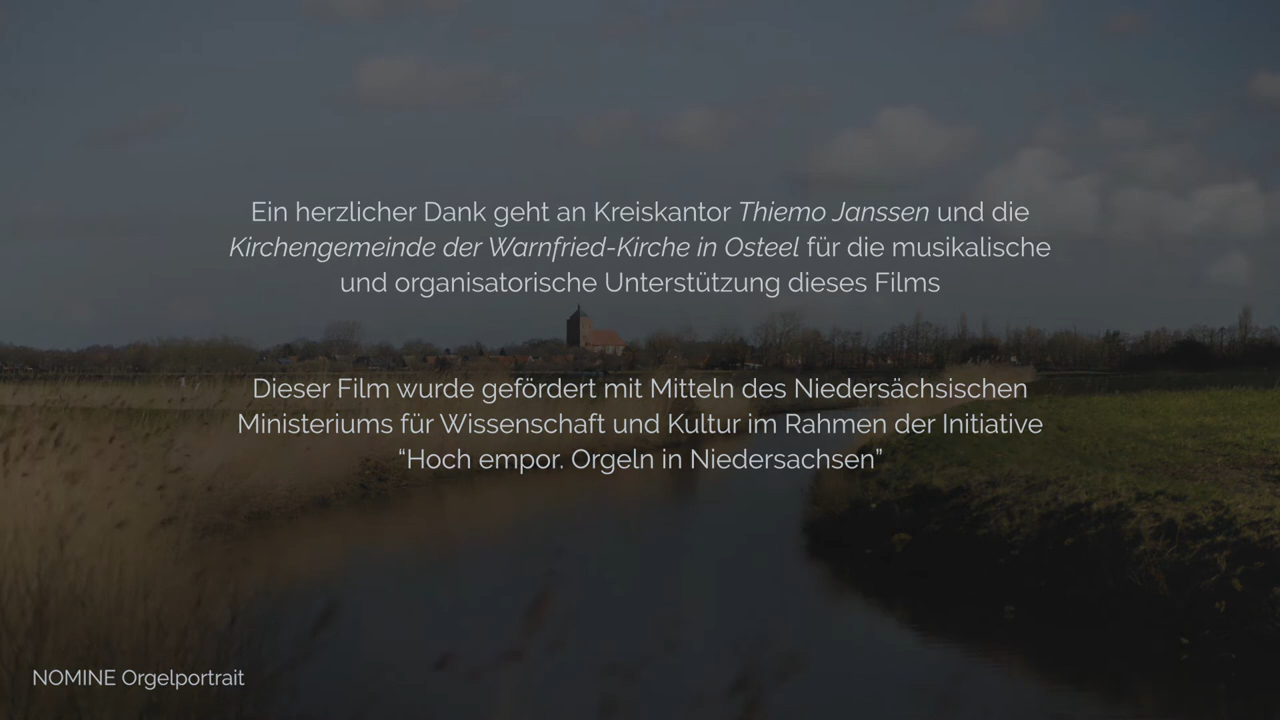 Ein herzlicher Dank geht an Kreiskantor Thiemo Janssen und die
Kirchengemeinde der Warnfried-Kirche in Osteel für die musikalische
und organisatorische Unterstützung dieses Films
Dieser Film wurde gefördert mit Mitteln des Niedersächsischen
Ministeriums für Wissenschaft und Kultur im Rahmen der Initiative
“Hoch empor. Orgeln in Niedersachsen”
NOMINE Orgelportrait